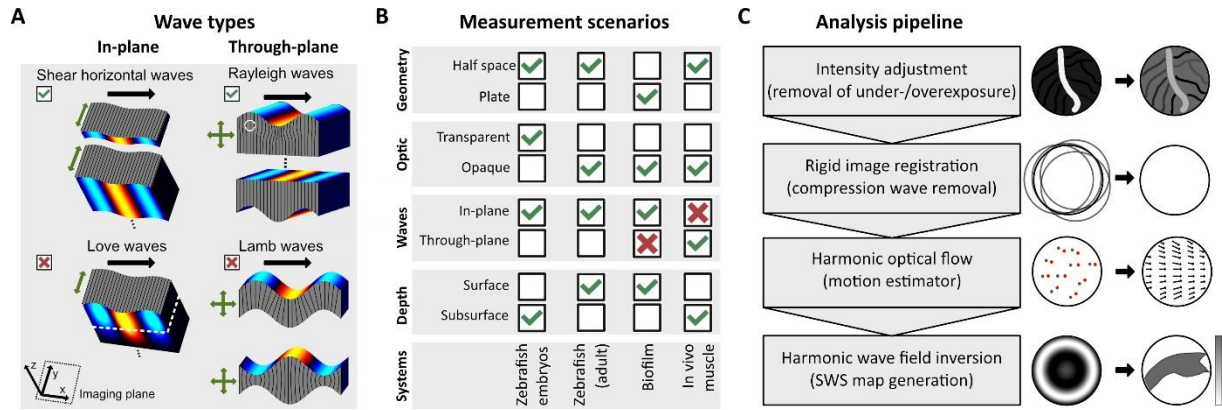 A
Wave types
In-plane
Through-plane
Shear horizontal waves
Rayleigh waves
Love waves
Lamb waves
z
y
x
Imaging plane
B
Measurement scenarios
Geometry
Half space
Plate
Optic
Transparent
Opaque
Waves
In-plane
Through-plane
Depth
Surface
Subsurface
Systems
Zebrafish
embryos
Zebrafish
(adult)
Biofilm
In vivo
muscle
C
Analysis pipeline
Intensity adjustment
(removal of under-/overexposure)
Rigid image registration
(compression wave removal)
Harmonic optical flow
(motion estimator)
Harmonic wave field inversion
(SWS map generation)